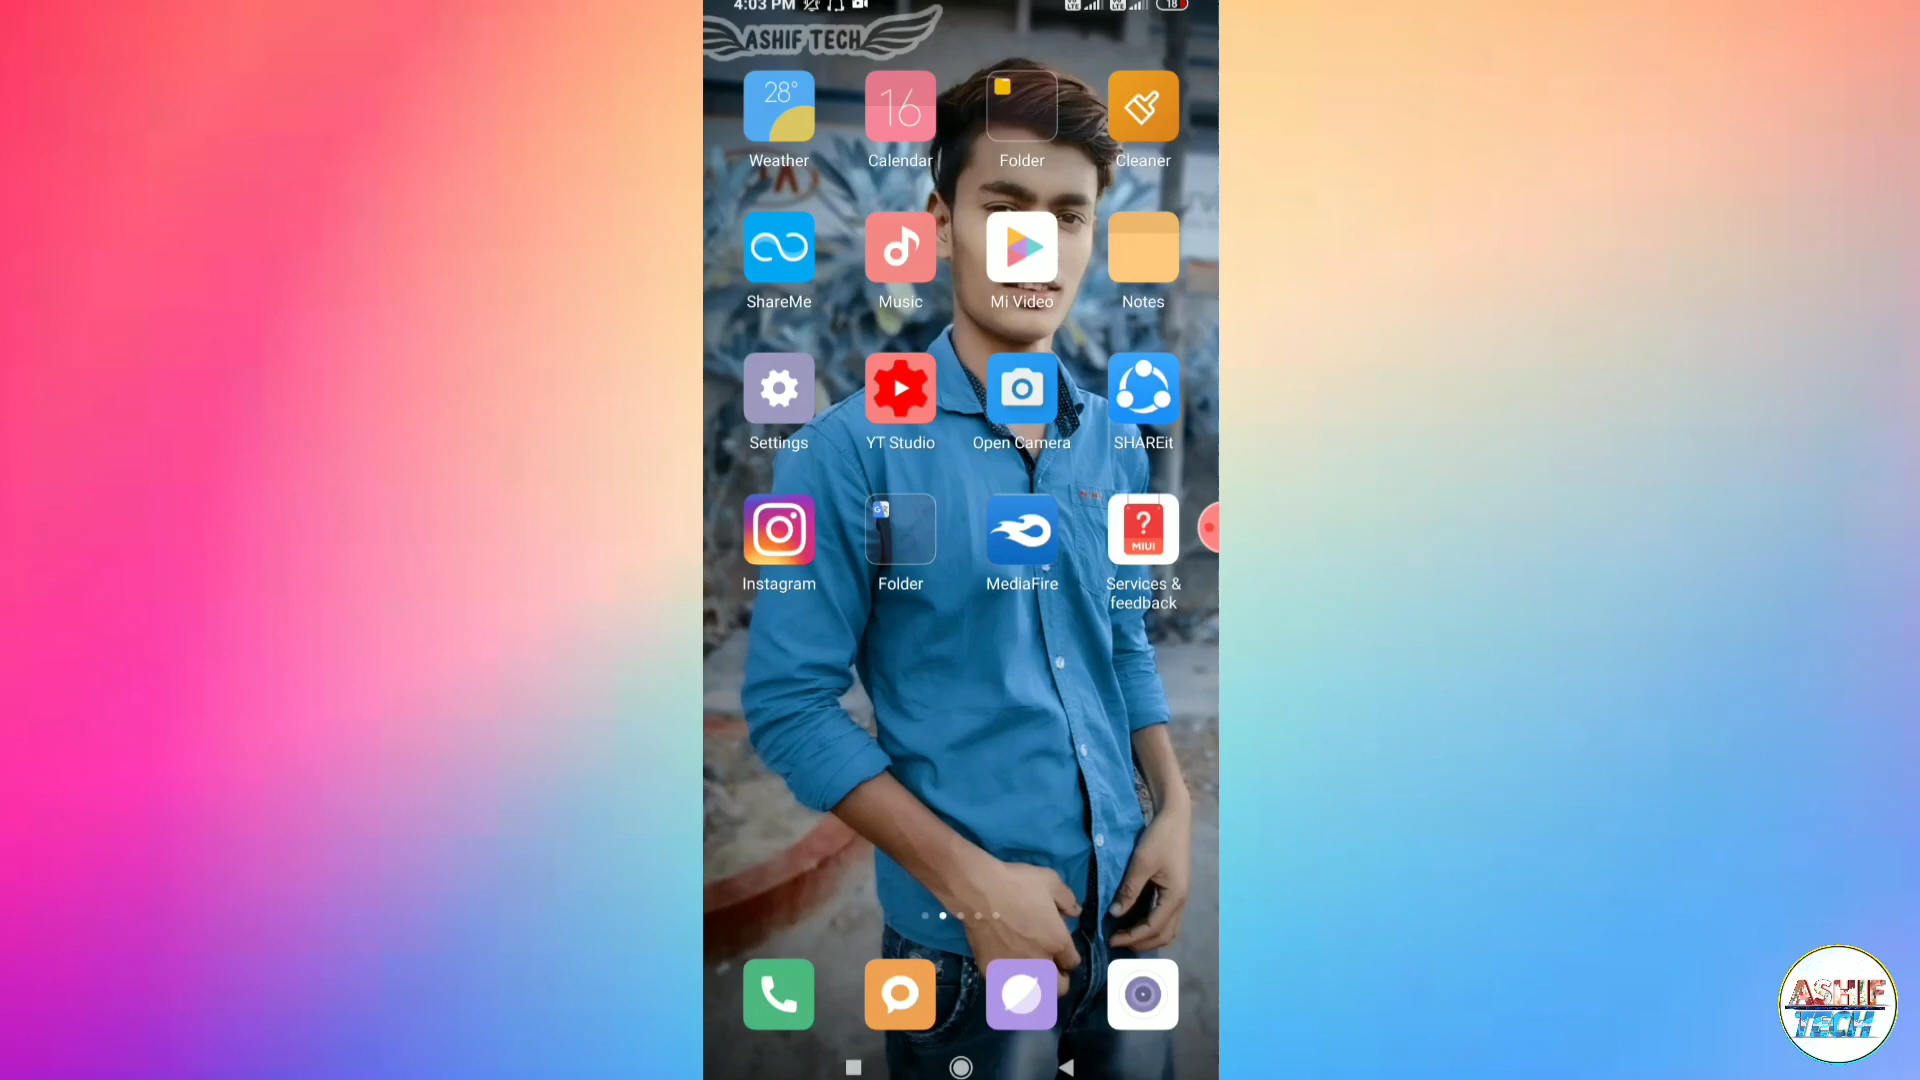 4:03 PM 18
ASHIF TECH
28° 16
Weather Calendar Folder Cleaner
ShareMe Music Mi Video Notes
Settings YT Studio Open Camera SHAREit
G
?
MIUI
Instagram Folder MediaFire Services &
feedback
ASHIF
TECH